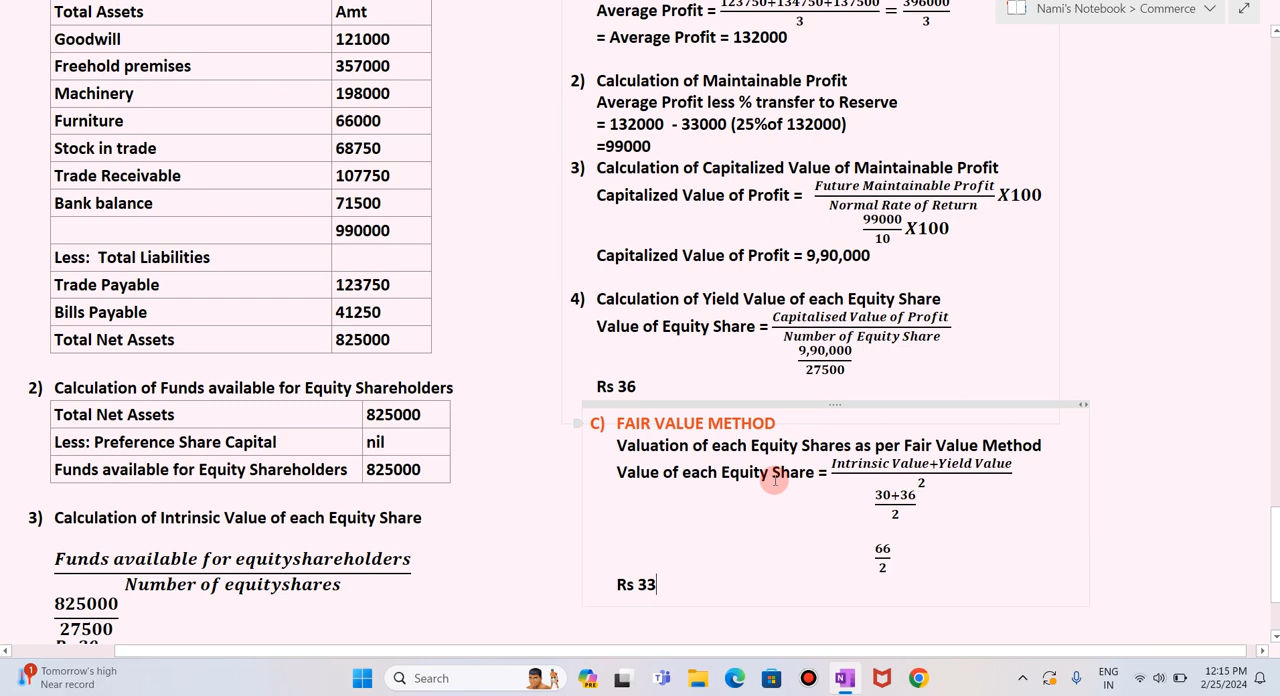 Nami's Notebook > Commerce
Total Assets Amt
Goodwill 121000
Freehold premises 357000
Machinery 198000
Furniture 66000
Stock in trade 68750
Trade Receivable 107750
Bank balance 71500
990000
Less: Total Liabilities
Trade Payable 123750
Bills Payable 41250
Total Net Assets 825000
2) Calculation of Funds available for Equity Shareholders
Total Net Assets 825000
Less: Preference Share Capital nil
Funds available for Equity Shareholders 825000
3) Calculation of Intrinsic Value of each Equity Share
Funds available for equityshareholders
Number of equityshares
825000
27500
Average Profit = 123750+134750+137500 = 396000
3 3
= Average Profit = 132000
2) Calculation of Maintainable Profit
Average Profit less % transfer to Reserve
= 132000 - 33000 (25%of 132000)
=99000
3) Calculation of Capitalized Value of Maintainable Profit
Capitalized Value of Profit = Future Maintainable Profit X100
Normal Rate of Return
99000 X100
10
Capitalized Value of Profit = 9,90,000
4) Calculation of Yield Value of each Equity Share
Value of Equity Share = Capitalised Value of Profit
Number of Equity Share
9,90,000
27500
Rs 36
C) FAIR VALUE METHOD
Valuation of each Equity Shares as per Fair Value Method
Value of each Equity Share = Intrinsic Value+Yield Value
2
30+36
2
66
2
Rs 33
1
Tomorrow's high
Near record
Search
PRE
ENG
IN
12:15 PM
2/25/2024